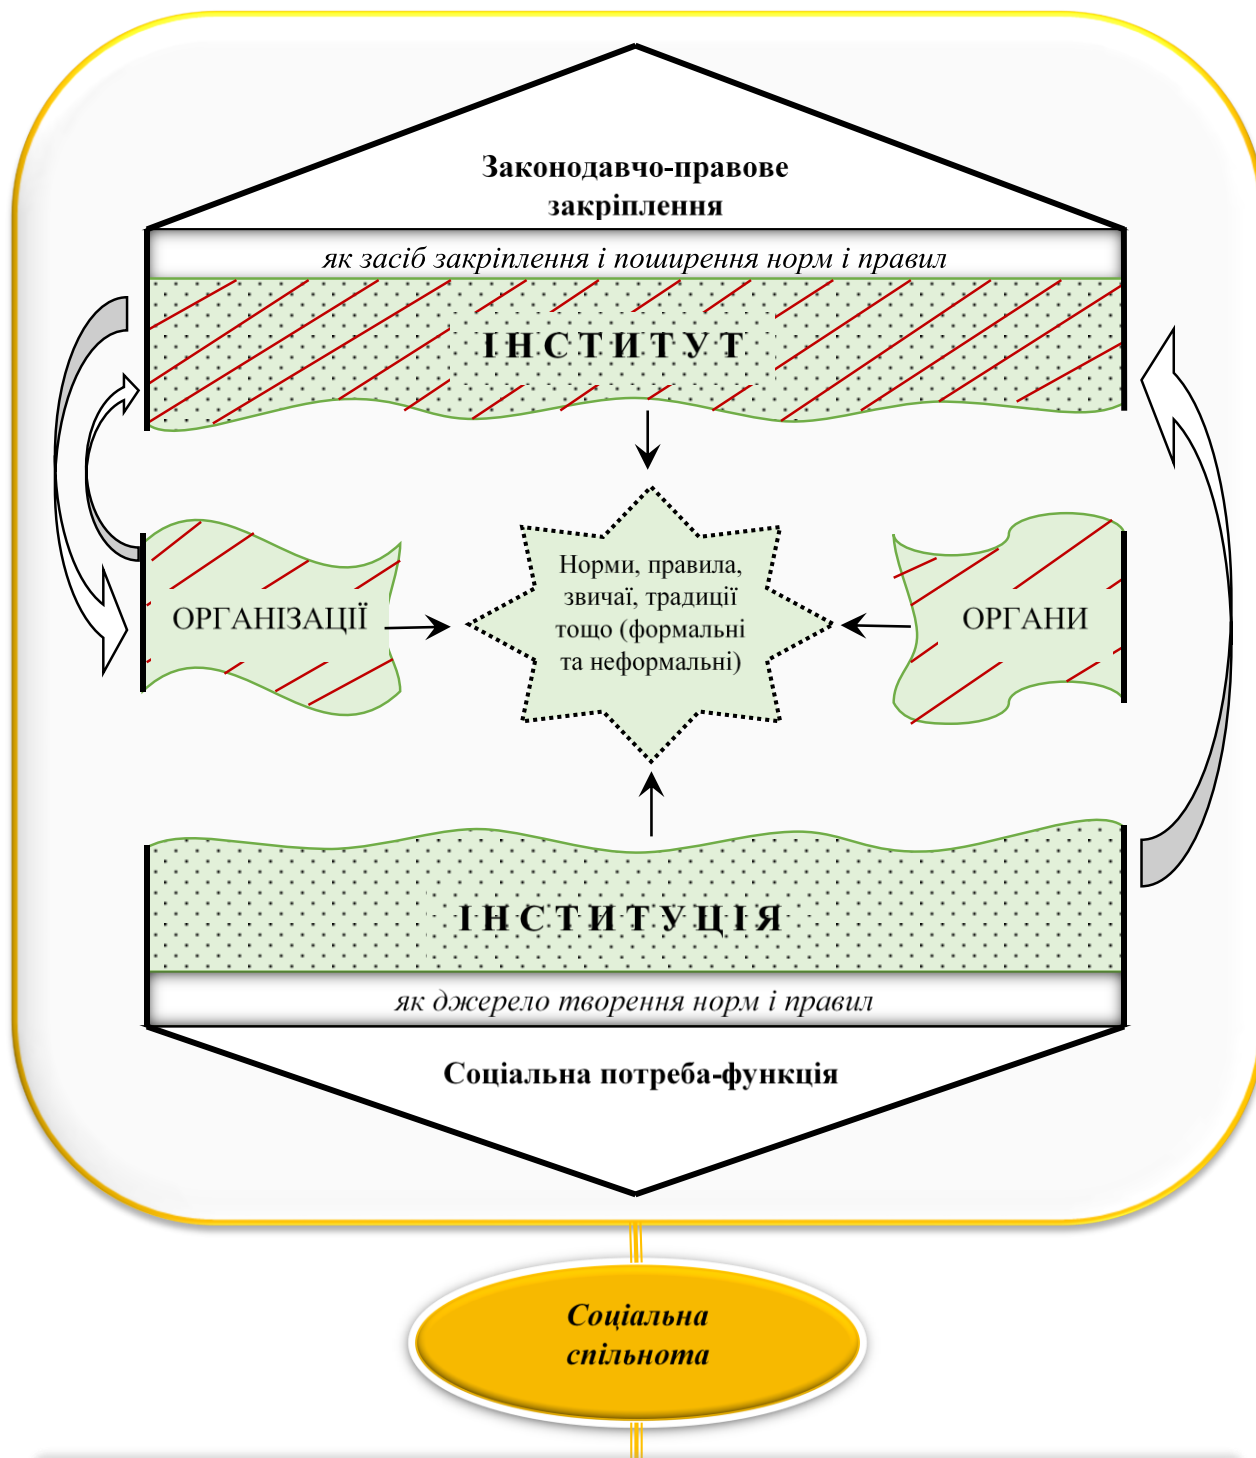 Законодавчо-правове
закріплення
як засіб закріплення і поширення норм і правил
ІНСТИТУТ
Норми, правила,
звичаї, традиції
тощо (формальні
та неформальні)
ОРГАНІЗАЦІЇ
ОРГАНИ
ІНСТИТУЦІЯ
як джерело творення норм і правил
Соціальна потреба-функція
Соціальна
спільнота